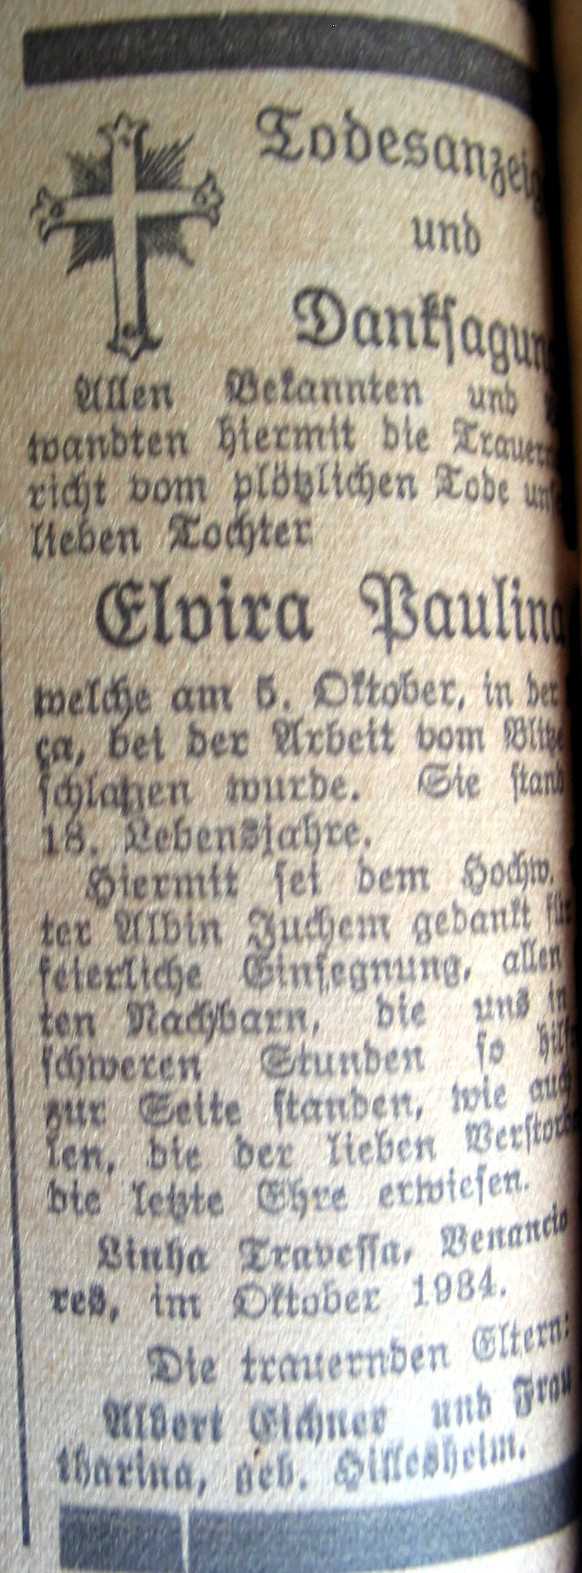 Todesanzeig
und
Danksagun
Allen Bekannten und
wandten hiermit die Trauer
richt vom plötzlichen Tode uns
lieben Tochter
Elvira Paulina
welche am 5. Oktober, in der
ça, bei der Arbeit vom Blitze
schlagen wurde. Sie stand
18. Lebensjahre.
Hiermit sei dem Hochw.
ter Albin Juchem gedankt für
feierliche Einsegnung, allen
ten Nachbarn, die uns in
schweren Stunden so hilf
zur Seite standen, wie auch
len, die der lieben Verstorb
die letzte Ehre erwiesen.
Linha Travessa, Venancio
res, im Oktober 1934.
Die trauernden Eltern:
Albert Eichner und Frau
tharina, geb. Hillesheim.